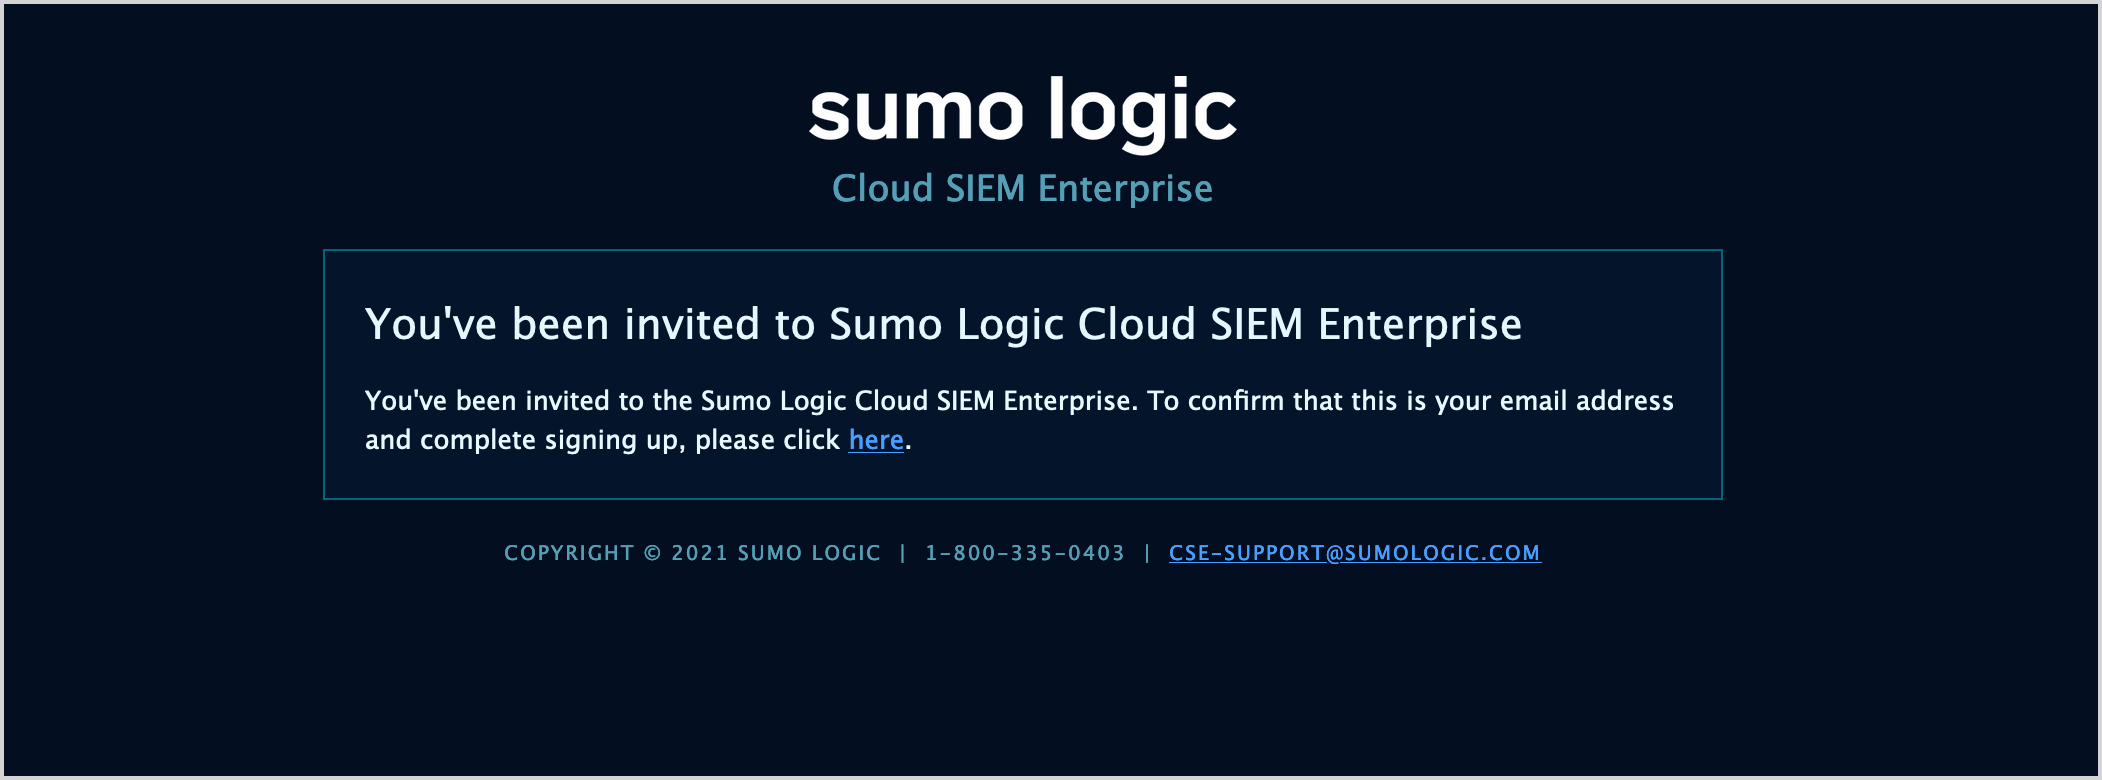 sumo logic
Cloud SIEM Enterprise
You've been invited to Sumo Logic Cloud SIEM Enterprise
You've been invited to the Sumo Logic Cloud SIEM Enterprise. To confirm that this is your email address
and complete signing up, please click here.
COPYRIGHT © 2021 SUMO LOGIC | 1-800-335-0403 | CSE-SUPPORT@SUMOLOGIC.COM